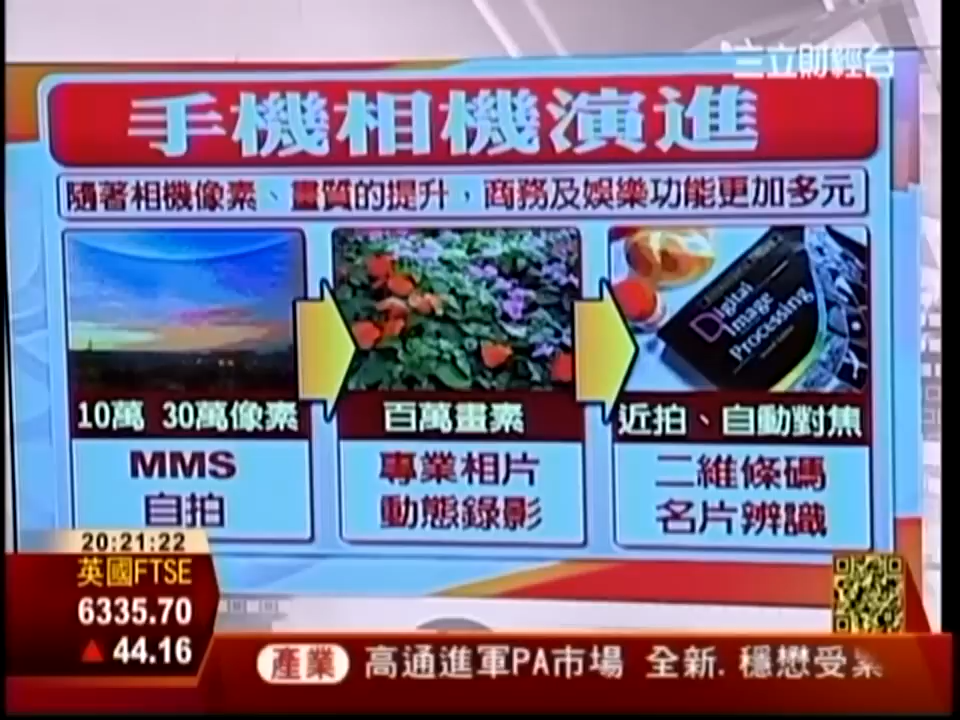 三立財經台
手機相機演進
隨著相機像素、畫質的提升，商務及娛樂功能更加多元
Digital
Image
Processing
10萬 30萬像素
百萬畫素
近拍、自動對焦
MMS
自拍
專業相片
動態錄影
二維條碼
名片辨識
20:21:22
英國FTSE
6335.70
▲ 44.16
產業
高通進軍PA市場 全新. 穩懋受累